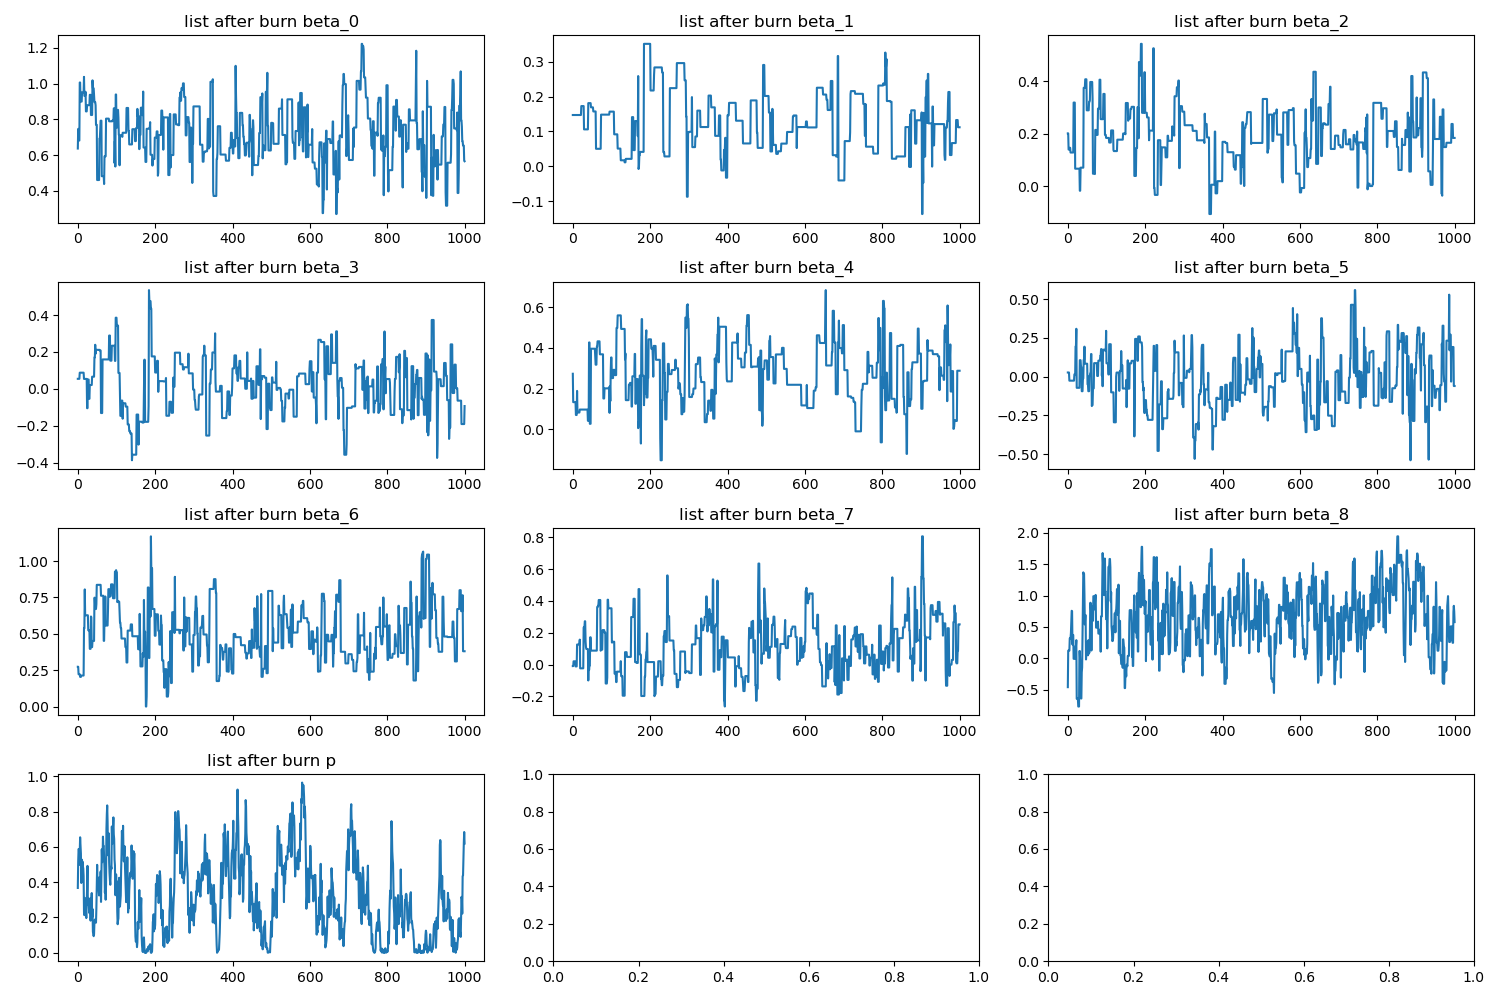 list after burn beta_0
list after burn beta_1
list after burn beta_2
1.2
1.0
0.8
0.6
0.4
0 200 400 600 800 1000
0.3
0.2
0.1
0.0
−0.1
0 200 400 600 800 1000
0.4
0.2
0.0
0 200 400 600 800 1000
list after burn beta_3
list after burn beta_4
list after burn beta_5
0.4
0.2
0.0
−0.2
−0.4
0 200 400 600 800 1000
0.6
0.4
0.2
0.0
0 200 400 600 800 1000
0.50
0.25
0.00
−0.25
−0.50
0 200 400 600 800 1000
list after burn beta_6
list after burn beta_7
list after burn beta_8
1.00
0.75
0.50
0.25
0.00
0 200 400 600 800 1000
0.8
0.6
0.4
0.2
0.0
−0.2
0 200 400 600 800 1000
2.0
1.5
1.0
0.5
0.0
−0.5
0 200 400 600 800 1000
list after burn p
1.0
0.8
0.6
0.4
0.2
0.0
0 200 400 600 800 1000
1.0
0.8
0.6
0.4
0.2
0.0
0.0 0.2 0.4 0.6 0.8 1.0
1.0
0.8
0.6
0.4
0.2
0.0
0.0 0.2 0.4 0.6 0.8 1.0